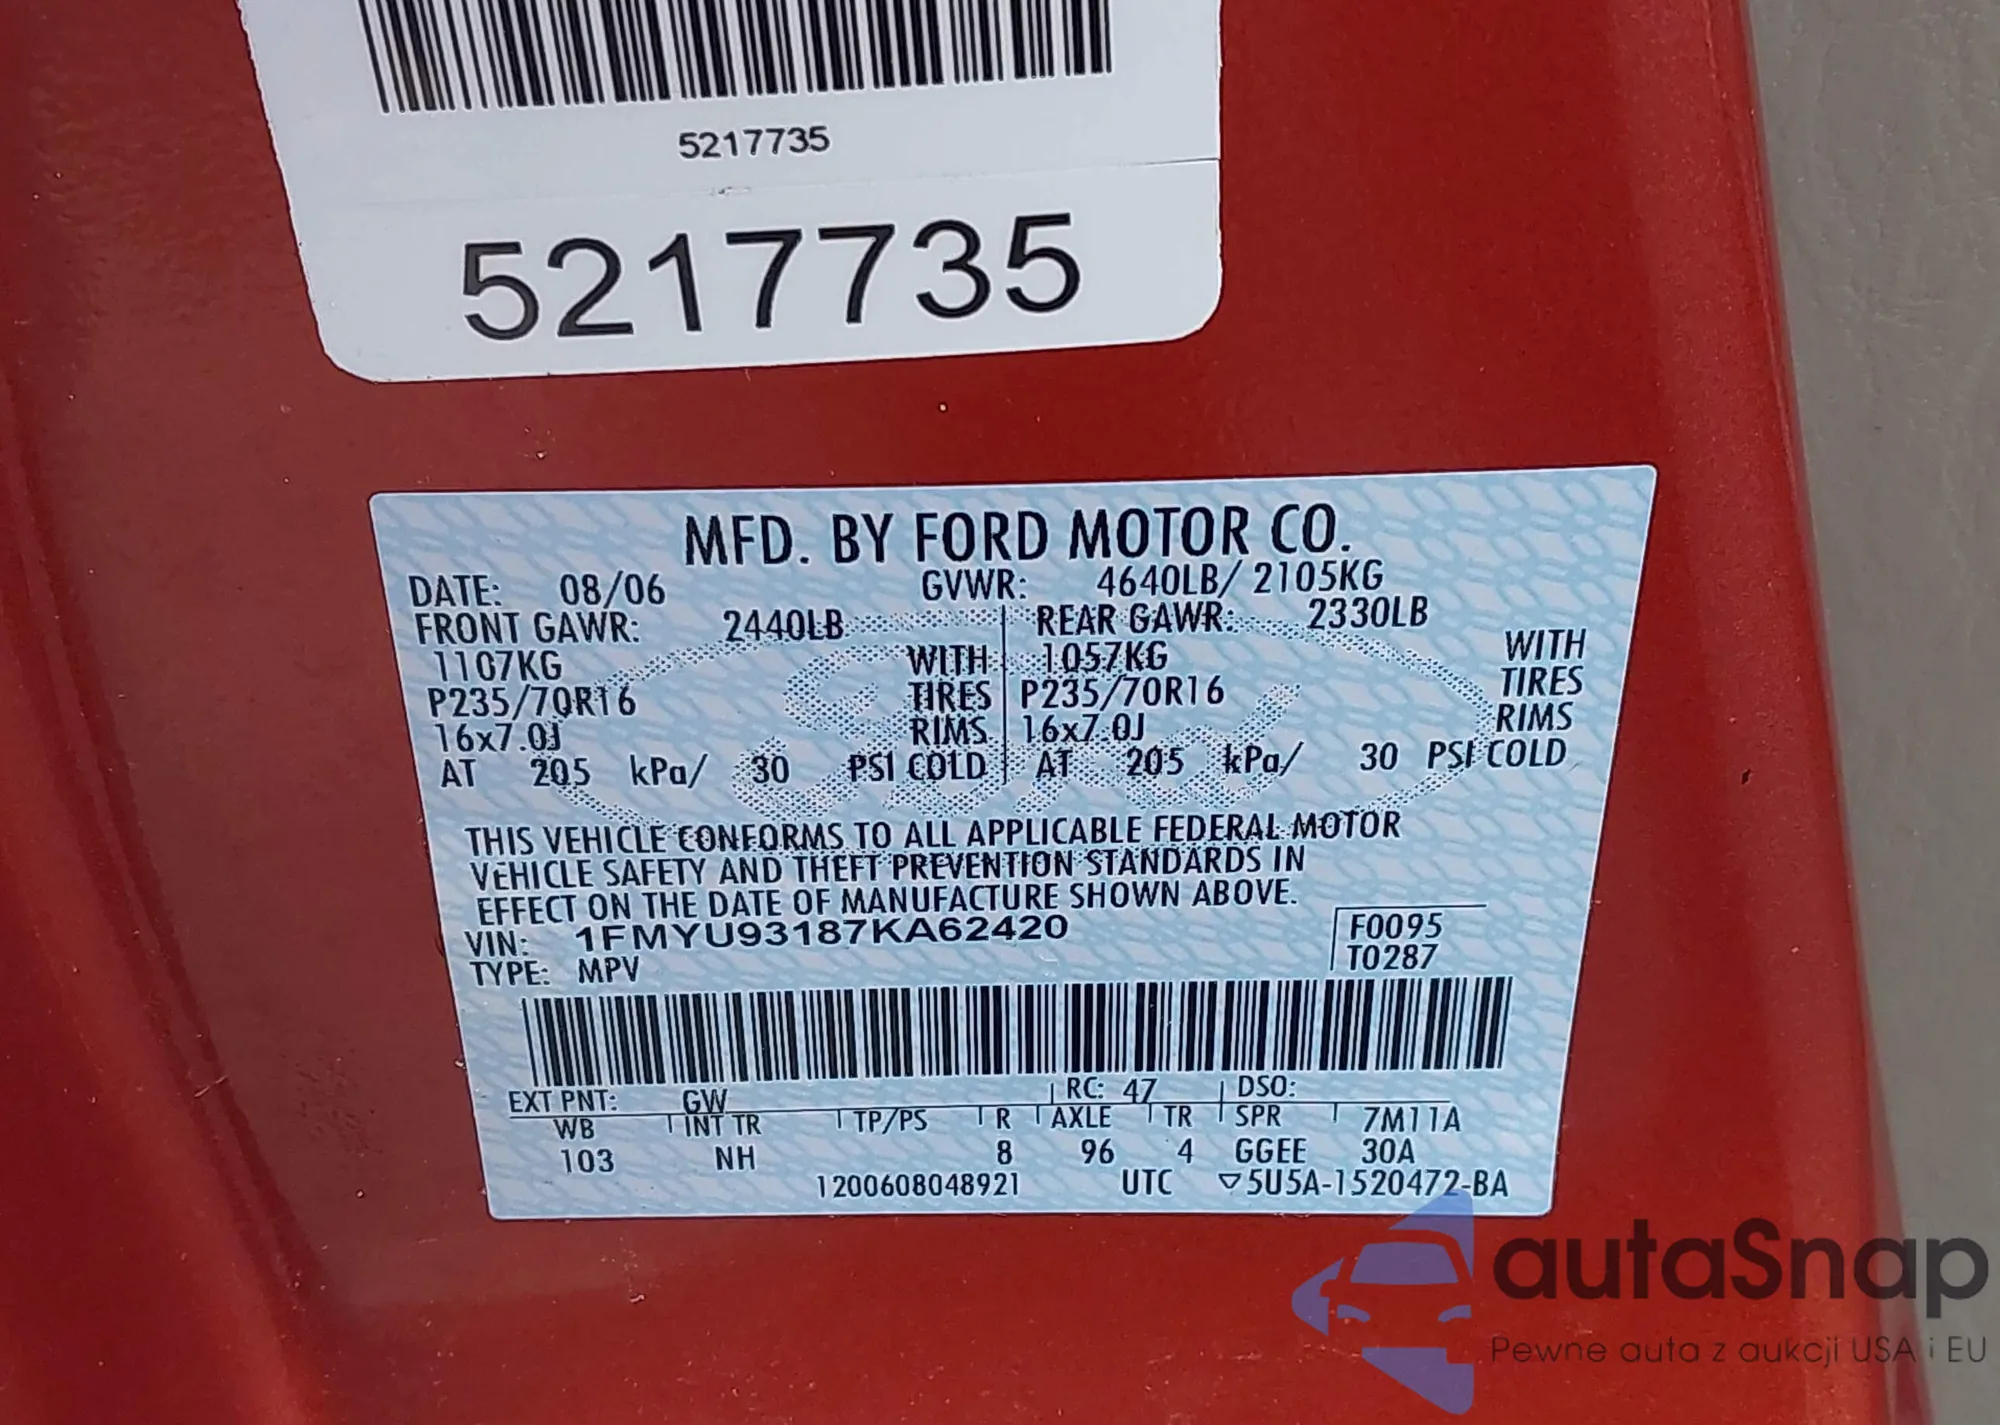 5217735
5217735
MFD. BY FORD MOTOR CO.
DATE: 08/06 GVWR: 4640LB/ 2105KG
FRONT GAWR: 2440LB REAR GAWR: 2330LB
1107KG WITH 1057KG WITH
P235/70R16 TIRES P235/70R16 TIRES
16x7.0J RIMS 16x7.0J RIMS
AT 205 kPa/ 30 PSI COLD AT 205 kPa/ 30 PSI COLD
THIS VEHICLE CONFORMS TO ALL APPLICABLE FEDERAL MOTOR
VEHICLE SAFETY AND THEFT PREVENTION STANDARDS IN
EFFECT ON THE DATE OF MANUFACTURE SHOWN ABOVE.
VIN: 1FMYU93187KA62420 F0095
TYPE: MPV T0287
EXT PNT: GW RC: 47 DSO:
WB INT TR TP/PS R AXLE TR SPR 7M11A
103 NH 8 96 4 GGEE 30A
1200608048921 UTC ▽5U5A-1520472-BA
autaSnap
Pewne auta z aukcji USA i EU